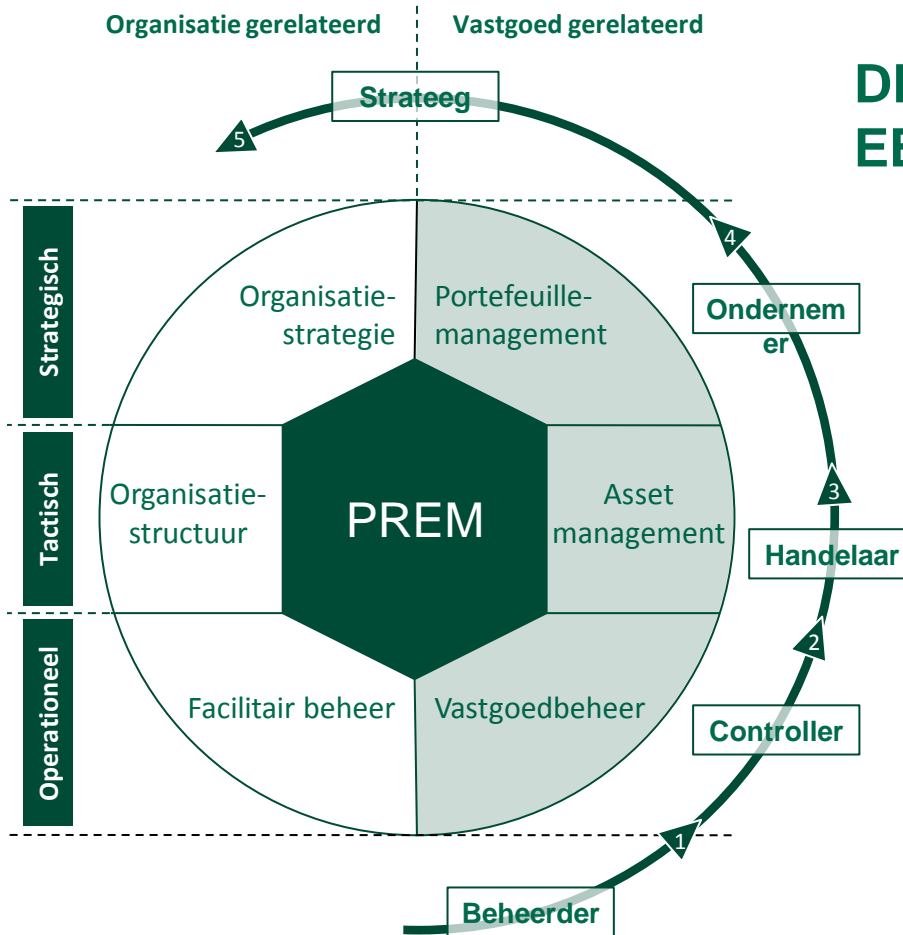 Organisatie gerelateerd
Vastgoed gerelateerd
Strateeg
5
4
Strategisch
Organisatie-
strategie
Portefeuille-
management
Ondernem
er
Tactisch
Organisatie-
structuur
PREM
Asset
management
3
Handelaar
2
Operationeel
Facilitair beheer
Vastgoedbeheer
Controller
1
Beheerder